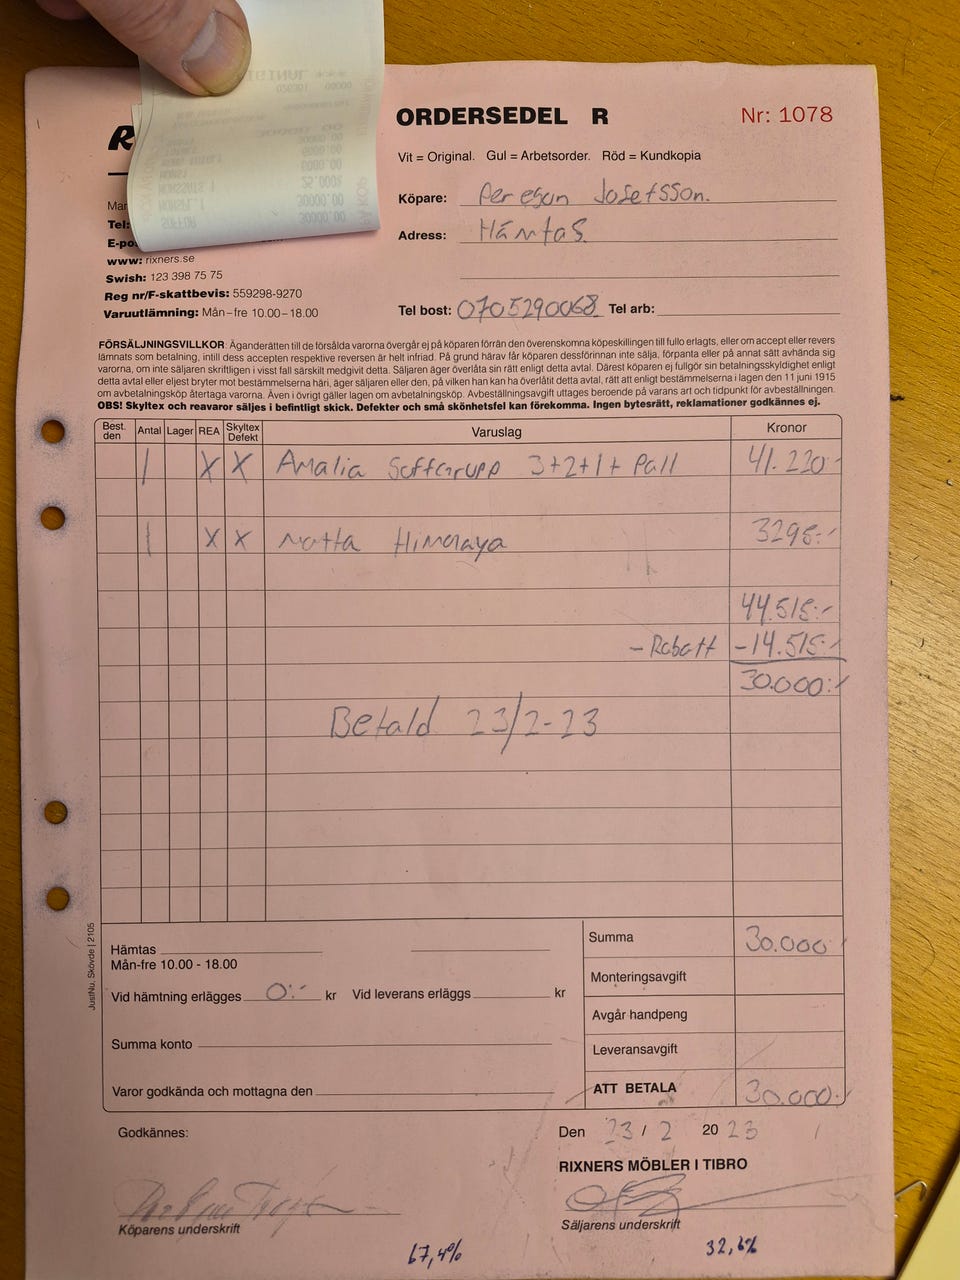 ORDERSEDEL R
Nr: 1078
Vit = Original. Gul = Arbetsorder. Röd = Kundkopia
Köpare: Per egon Josefsson.
Adress: Hämtas
Tel:
www: rixners.se
Swish: 123 398 75 75
Reg nr/F-skattbevis: 559298-9270
Varuutlämning: Mån–fre 10.00–18.00
Tel bost: 0705290068 Tel arb:
FÖRSÄLJNINGSVILLKOR: Äganderätten till de försålda varorna övergår ej på köparen förrän den överenskomna köpeskillingen till fullo erlagts, eller om accept eller revers
lämnats som betalning, intill dess accepten respektive reversen är helt infriad. På grund härav får köparen dessförinnan inte sälja, förpanta eller på annat sätt avhända sig
varorna, om inte säljaren skriftligen i visst fall särskilt medgivit detta. Säljaren äger överlåta sin rätt enligt detta avtal. Därest köparen ej fullgör sin betalningsskyldighet enligt
detta avtal eller eljest bryter mot bestämmelserna häri, äger säljaren eller den, på vilken han kan ha överlåtit detta avtal, rätt att enligt bestämmelserna i lagen den 11 juni 1915
om avbetalningsköp återtaga varorna. Även i övrigt gäller lagen om avbetalningsköp. Avbeställningsavgift uttages beroende på varans art och tidpunkt för avbeställningen.
OBS! Skyltex och reavaror säljes i befintligt skick. Defekter och små skönhetsfel kan förekomma. Ingen bytesrätt, reklamationer godkännes ej.
Best. den Antal Lager REA Skyltex Defekt Varuslag Kronor
1 X X Amalia Soffgrupp 3+2+1+ Pall 41.220:-
1 X X Matta Himalaya 3295:-
44.515:-
- Rabatt -14.515:-
30.000:-
Betald 23/2-23
JustNu, Skövde | 2105
Hämtas
Mån-fre 10.00 - 18.00
Vid hämtning erlägges 0:- kr Vid leverans erläggs kr
Summa konto
Varor godkända och mottagna den
Summa 30.000:
Monteringsavgift
Avgår handpeng
Leveransavgift
ATT BETALA 30.000:-
Godkännes:
Den 23 / 2 20 23
RIXNERS MÖBLER I TIBRO
Köparens underskrift
Säljarens underskrift
67,4%
32,6%